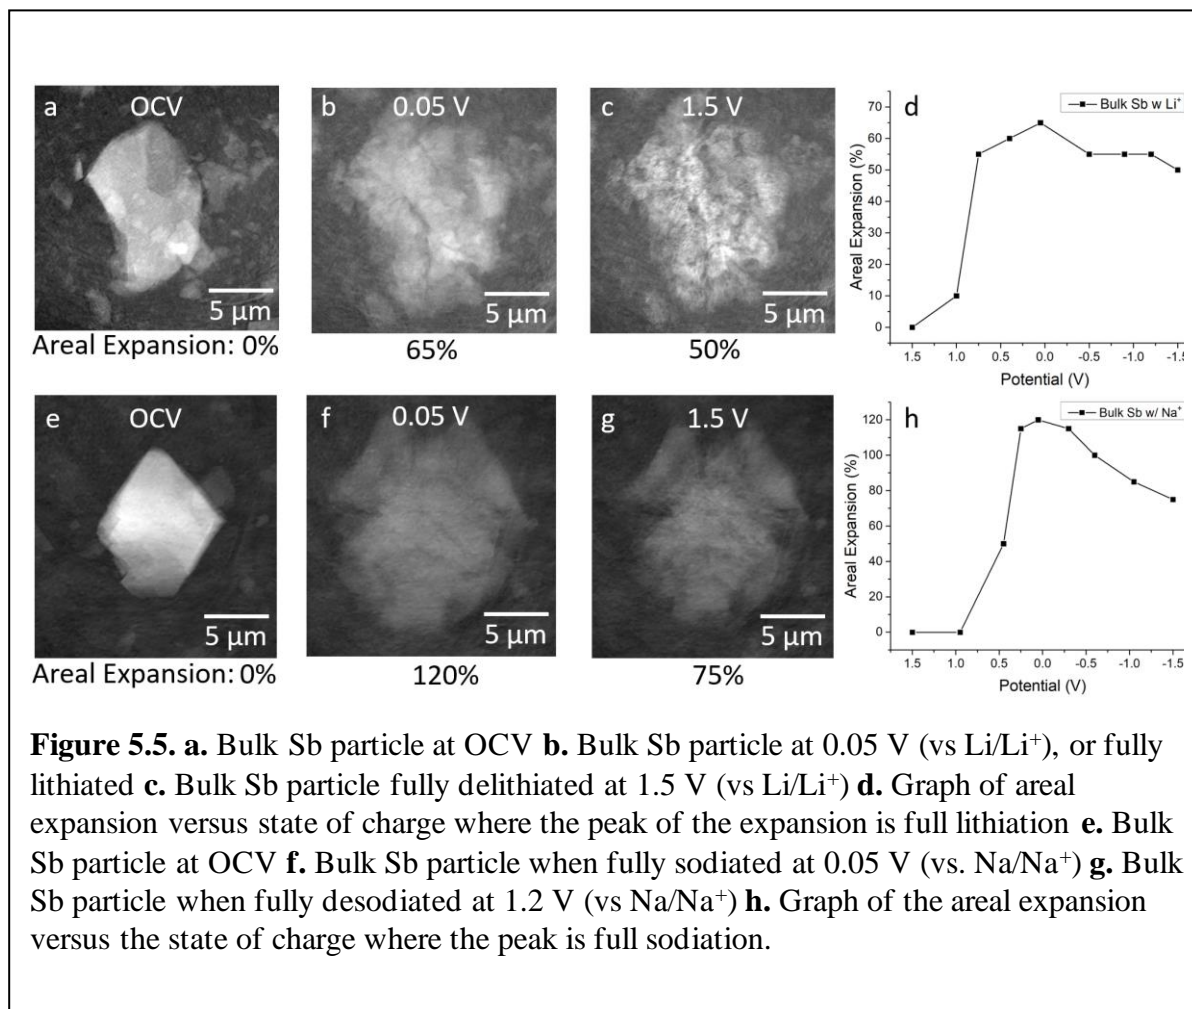 a OCV
5 µm
Areal Expansion: 0%
b 0.05 V
5 µm
65%
c 1.5 V
5 µm
50%
d
Bulk Sb w Li⁺
Areal Expansion (%)
70
60
50
40
30
20
10
0
1.5 1.0 0.5 0.0 -0.5 -1.0 -1.5
Potential (V)
e OCV
5 µm
Areal Expansion: 0%
f 0.05 V
5 µm
120%
g 1.5 V
5 µm
75%
h
Bulk Sb w/ Na⁺
Areal Expansion (%)
120
100
80
60
40
20
0
1.5 1.0 0.5 0.0 -0.5 -1.0 -1.5
Potential (V)
Figure 5.5. a. Bulk Sb particle at OCV b. Bulk Sb particle at 0.05 V (vs Li/Li⁺), or fully
lithiated c. Bulk Sb particle fully delithiated at 1.5 V (vs Li/Li⁺) d. Graph of areal
expansion versus state of charge where the peak of the expansion is full lithiation e. Bulk
Sb particle at OCV f. Bulk Sb particle when fully sodiated at 0.05 V (vs. Na/Na⁺) g. Bulk
Sb particle when fully desodiated at 1.2 V (vs Na/Na⁺) h. Graph of the areal expansion
versus the state of charge where the peak is full sodiation.